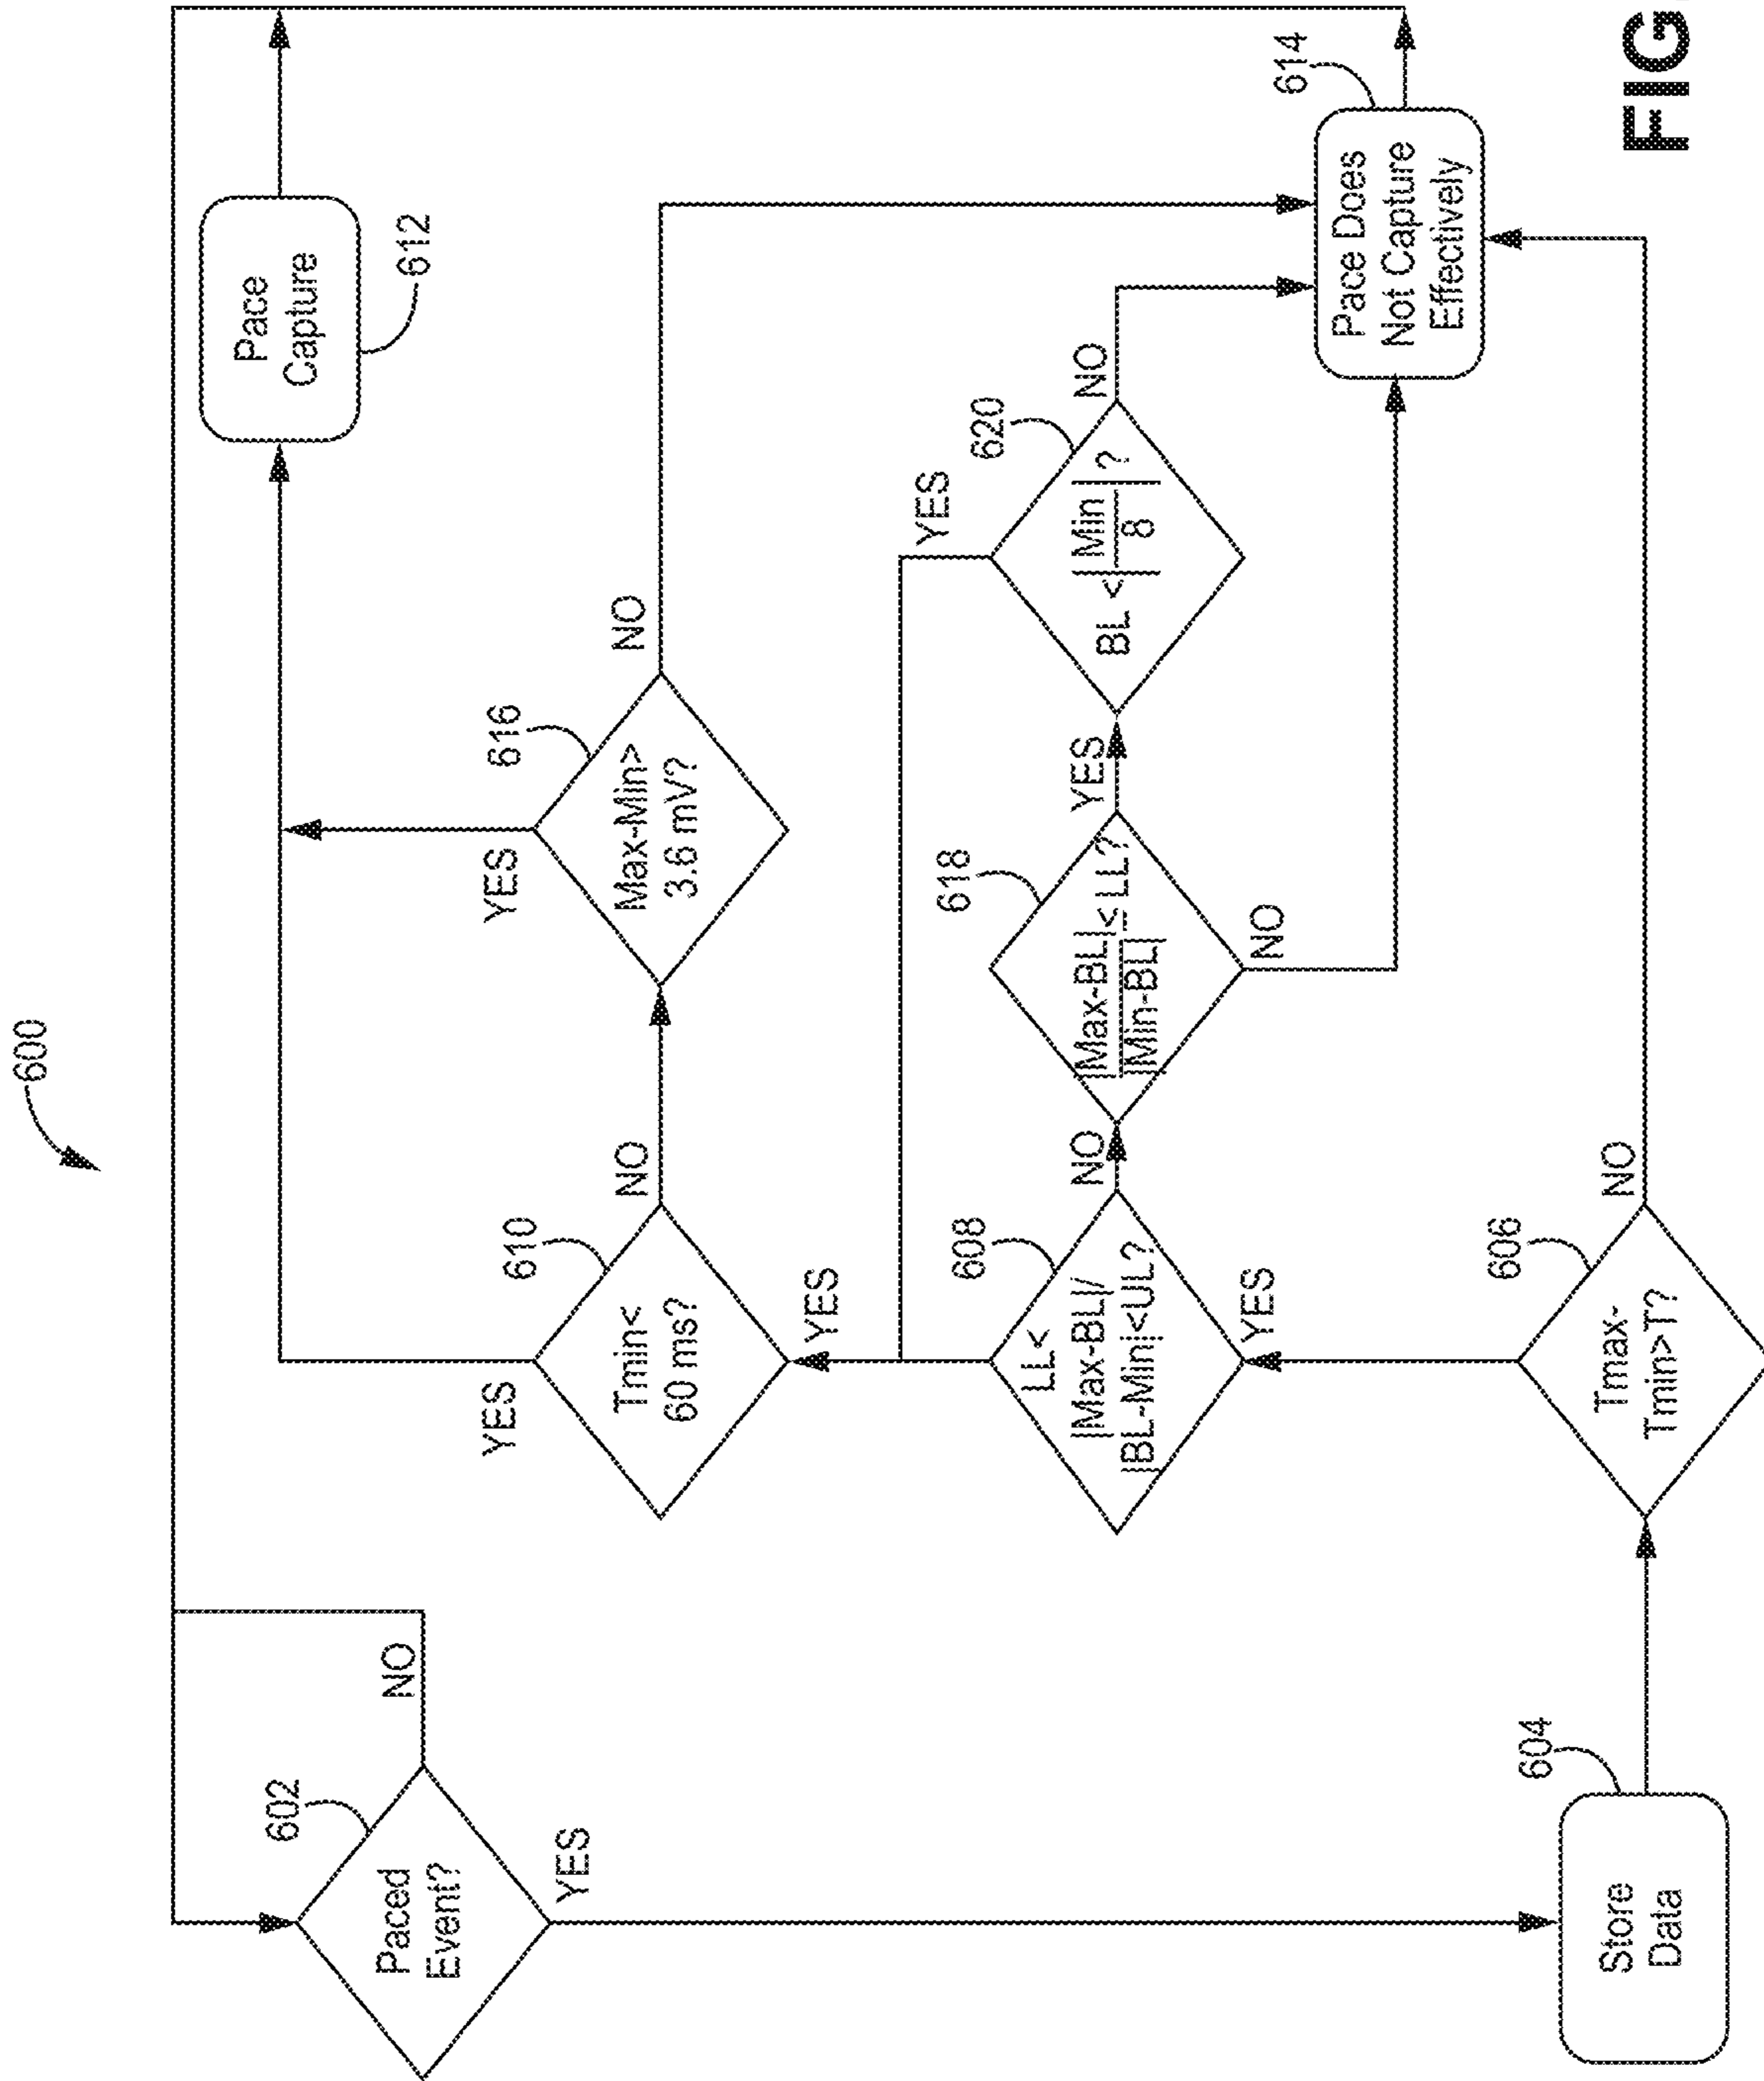 600
602
Paced
Event?
NO
YES
604
Store
Data
606
Tmax-
Tmin>T?
NO
YES
608
LL<
|Max-BL|/
|BL-Min|<UL?
NO
YES
610
Tmin<
60 ms?
NO
YES
616
Max-Min>
3.6 mV?
NO
YES
618
|Max-BL| ≤ LL?
|Min-BL|
YES
NO
620
BL < |Min/8| ?
YES
NO
Pace
Capture
612
614
Pace Does
Not Capture
Effectively
FIG